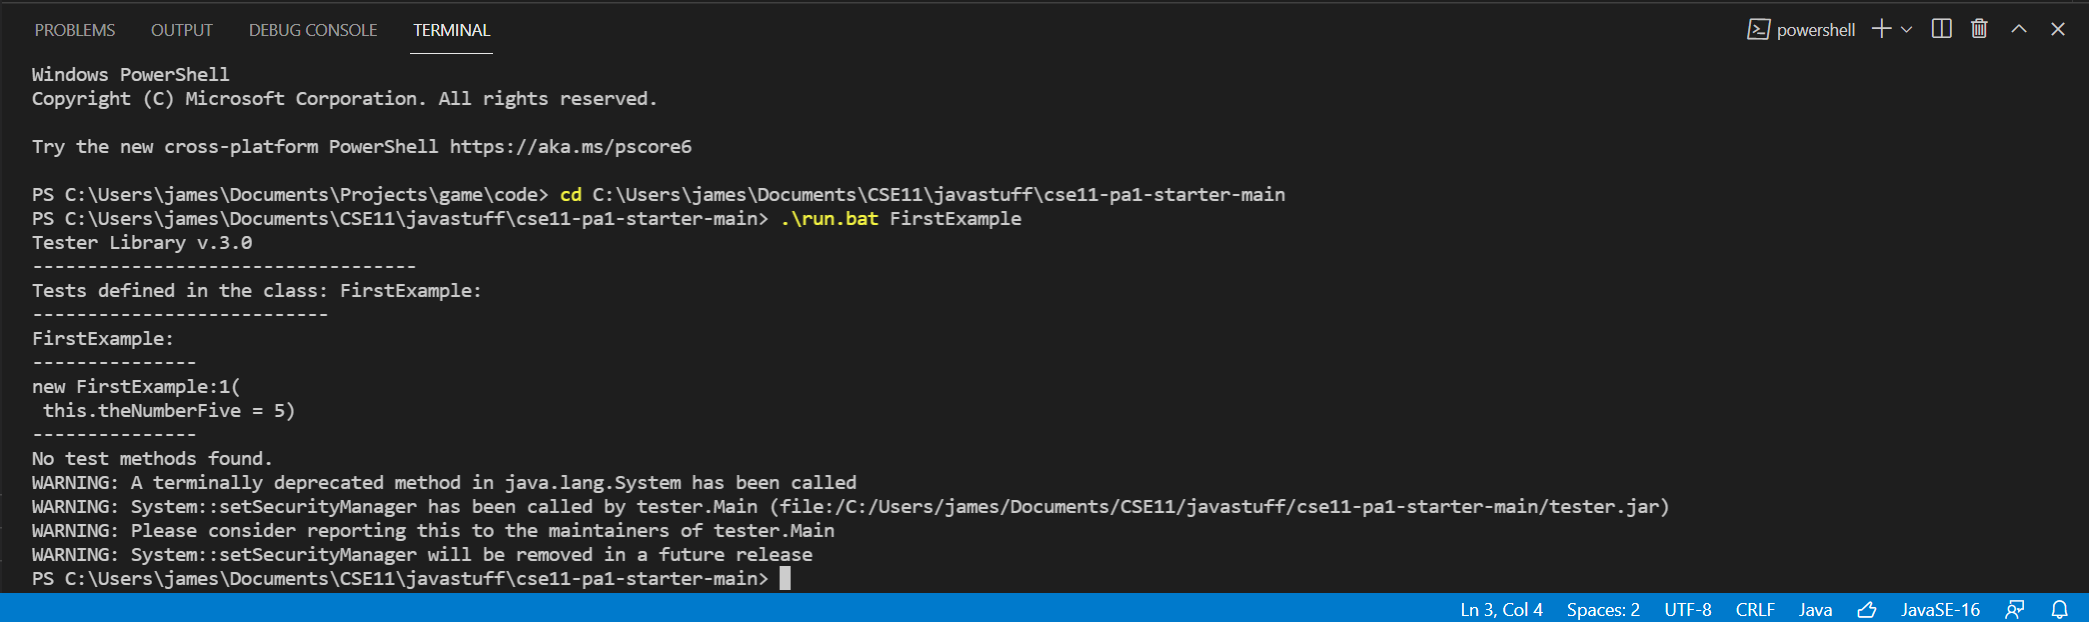 PROBLEMS OUTPUT DEBUG CONSOLE TERMINAL powershell
Windows PowerShell
Copyright (C) Microsoft Corporation. All rights reserved.
Try the new cross-platform PowerShell https://aka.ms/pscore6
PS C:\Users\james\Documents\Projects\game\code> cd C:\Users\james\Documents\CSE11\javastuff\cse11-pa1-starter-main
PS C:\Users\james\Documents\CSE11\javastuff\cse11-pa1-starter-main> .\run.bat FirstExample
Tester Library v.3.0
-----------------------------------
Tests defined in the class: FirstExample:
---------------------------
FirstExample:
---------------
new FirstExample:1(
 this.theNumberFive = 5)
---------------
No test methods found.
WARNING: A terminally deprecated method in java.lang.System has been called
WARNING: System::setSecurityManager has been called by tester.Main (file:/C:/Users/james/Documents/CSE11/javastuff/cse11-pa1-starter-main/tester.jar)
WARNING: Please consider reporting this to the maintainers of tester.Main
WARNING: System::setSecurityManager will be removed in a future release
PS C:\Users\james\Documents\CSE11\javastuff\cse11-pa1-starter-main>
Ln 3, Col 4 Spaces: 2 UTF-8 CRLF Java JavaSE-16